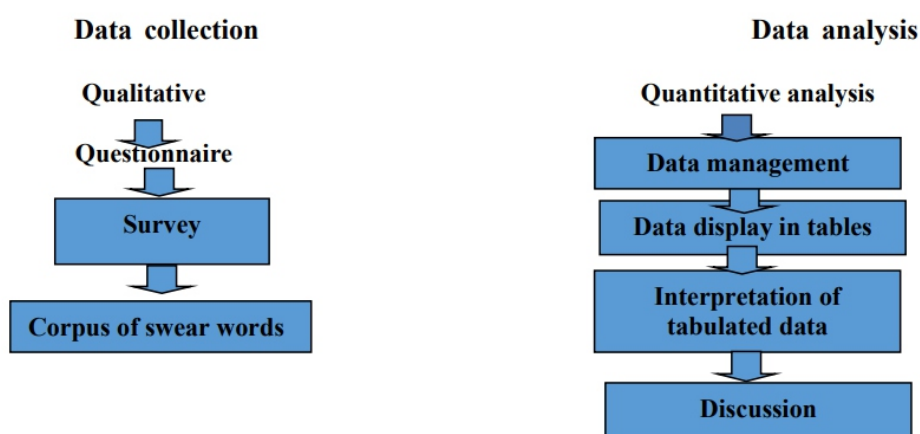 Data collection
Qualitative
Questionnaire
Survey
Corpus of swear words
Data analysis
Quantitative analysis
Data management
Data display in tables
Interpretation of
tabulated data
Discussion